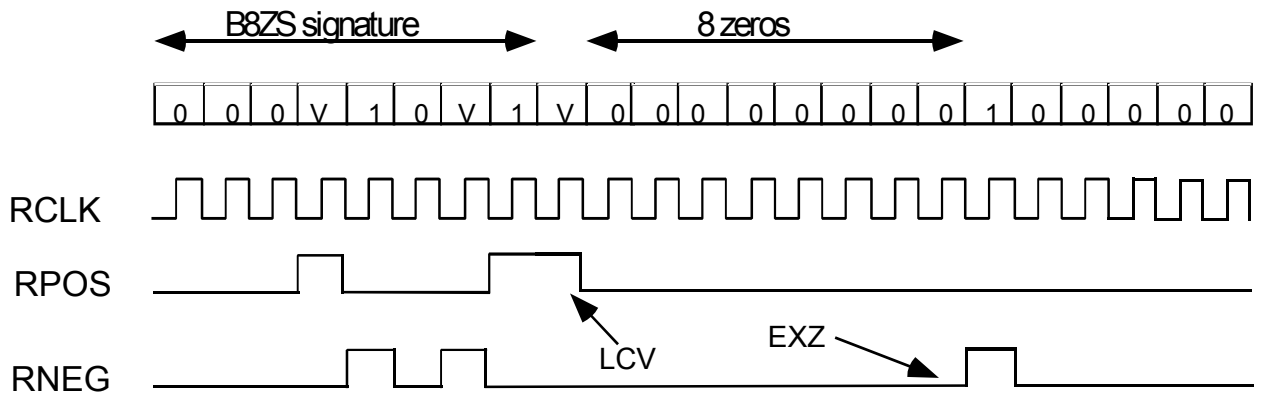 B8ZS signature 8 zeros
0 0 0 V 1 0 V 1 V 0 0 0 0 0 0 0 0 1 0 0 0 0 0
RCLK
RPOS
LCV
EXZ
RNEG